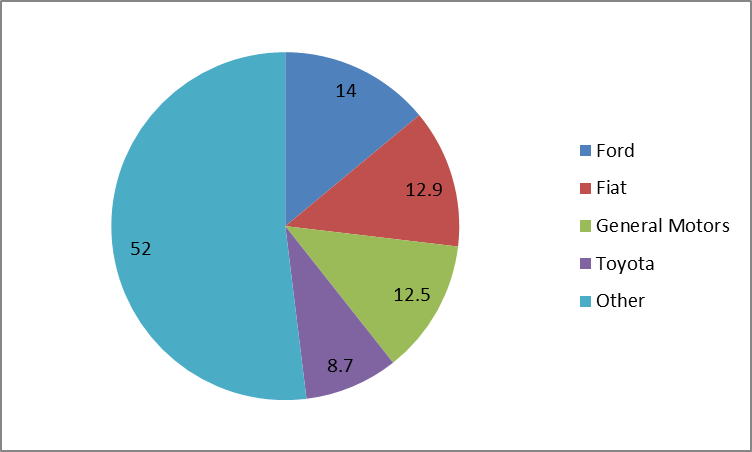 14
12.9
12.5
8.7
52
Ford
Fiat
General Motors
Toyota
Other